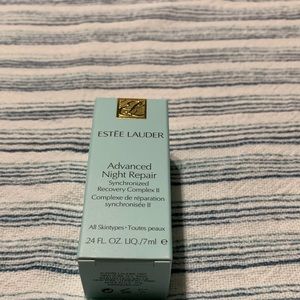 ESTĒE LAUDER
Advanced
Night Repair
Synchronized
Recovery Complex II
Complexe de réparation
synchronisée II
All Skintypes • Toutes peaux
.24 FL. OZ. LIQ./7ml ℮